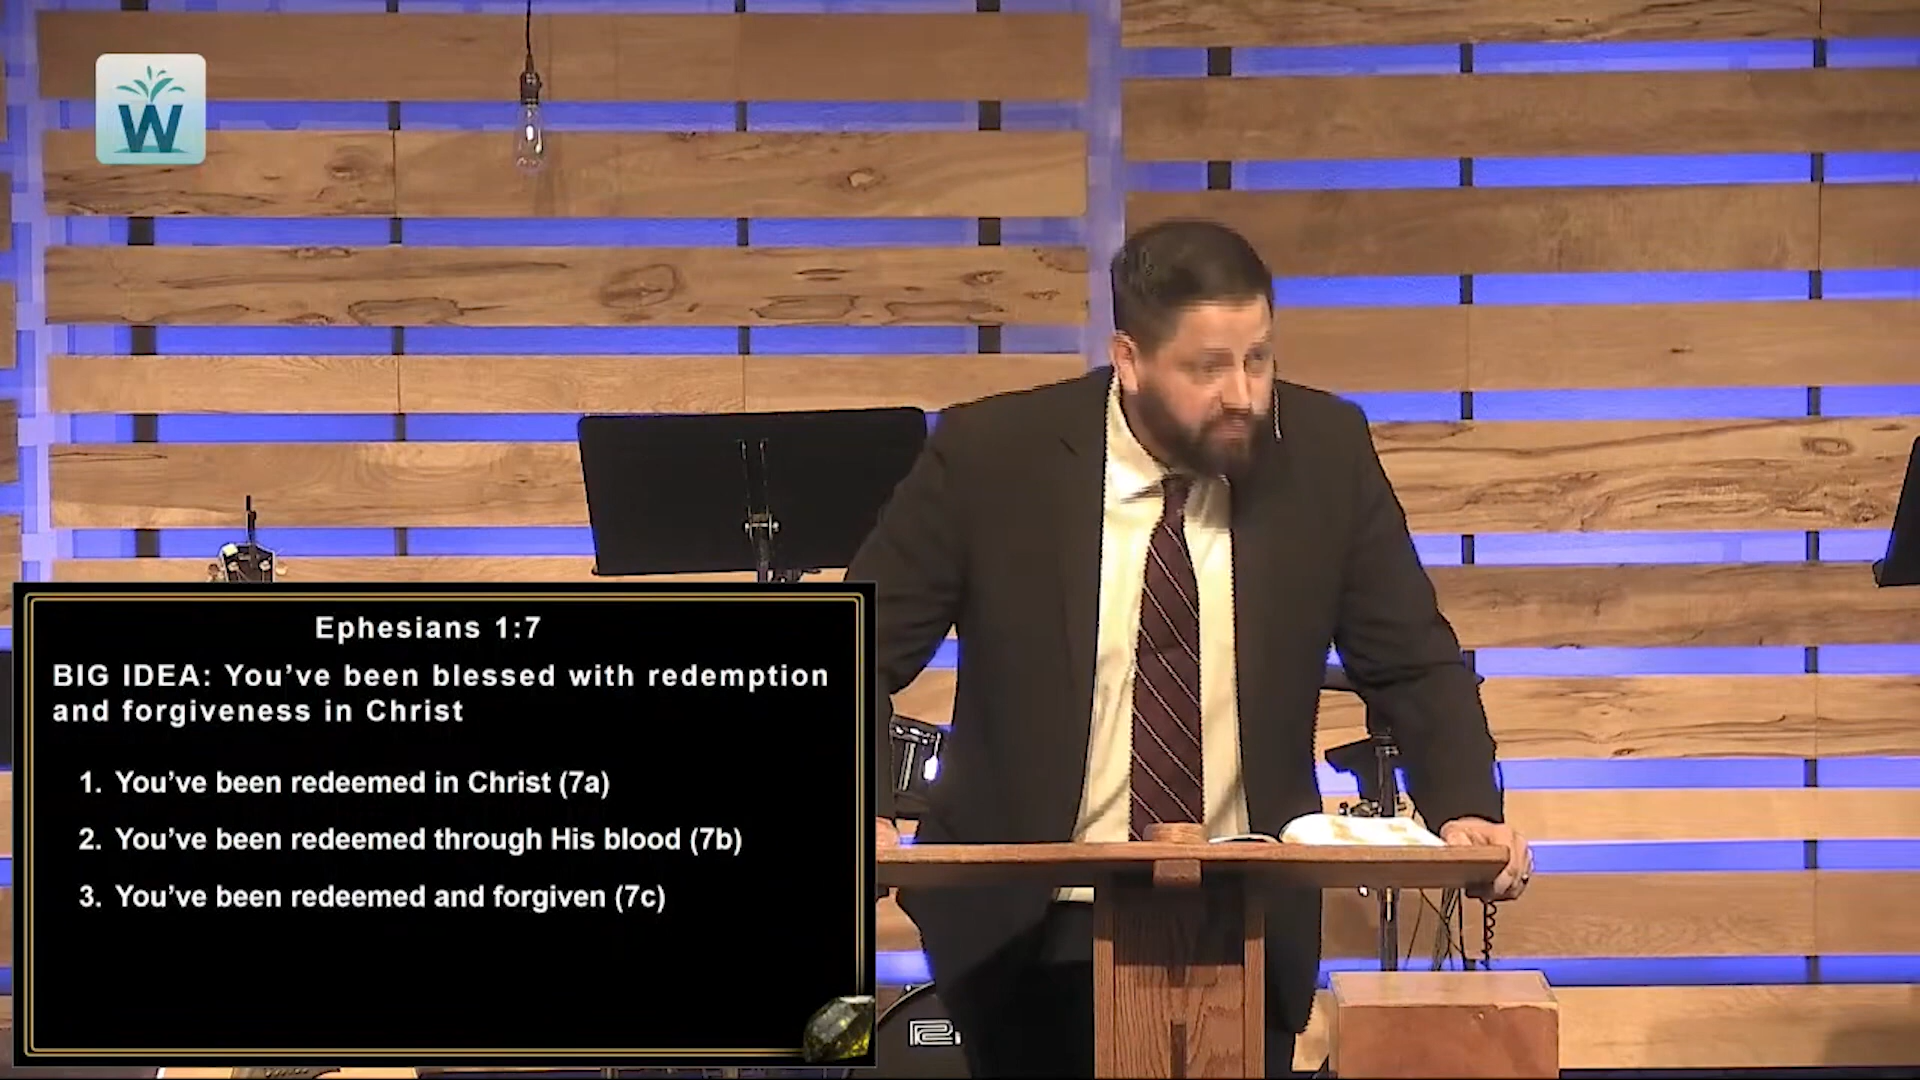 W
Ephesians 1:7
BIG IDEA: You’ve been blessed with redemption
and forgiveness in Christ
1. You’ve been redeemed in Christ (7a)
2. You’ve been redeemed through His blood (7b)
3. You’ve been redeemed and forgiven (7c)